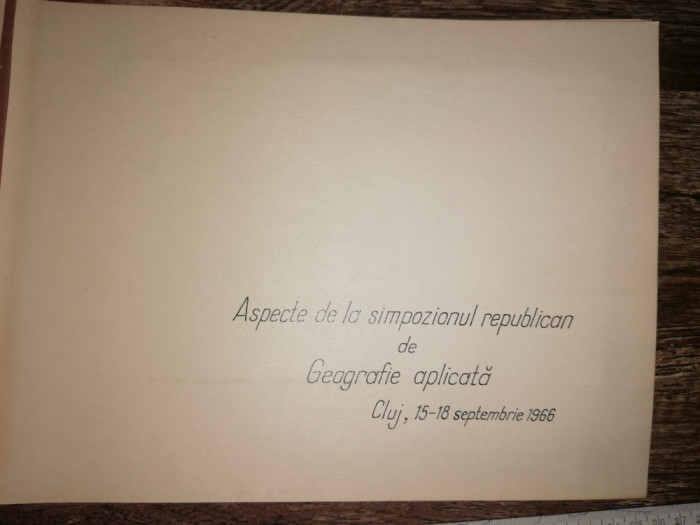 Aspecte de la simpozionul republican
de
Geografie aplicată
Cluj, 15-18 septembrie 1966